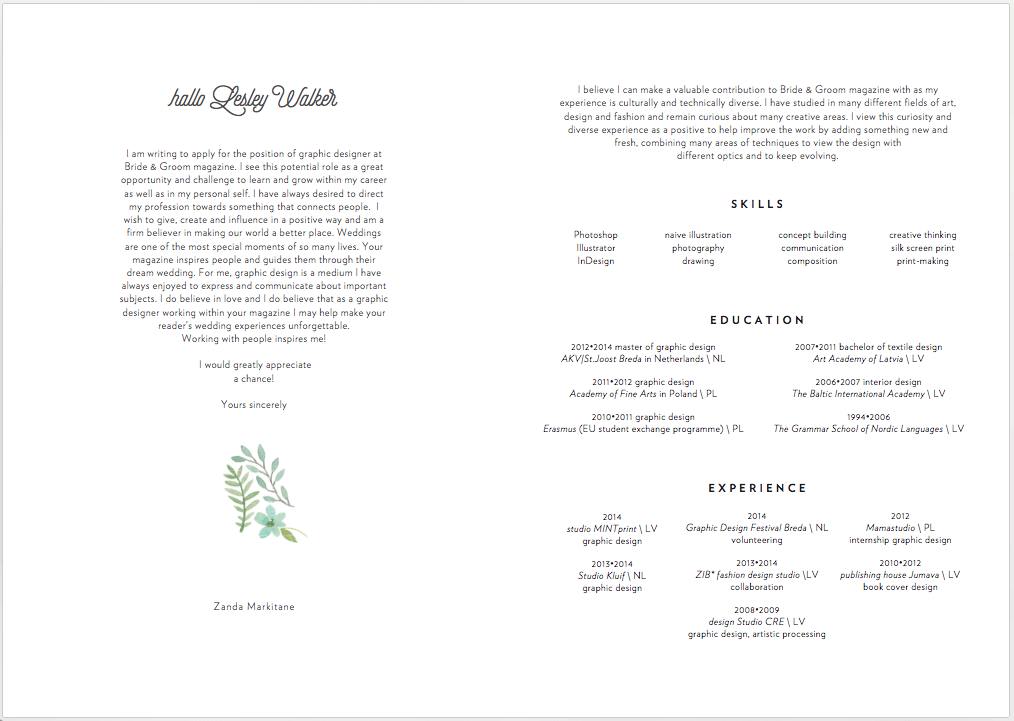 hallo Lesley Walker
I am writing to apply for the position of graphic designer at
Bride & Groom magazine. I see this potential role as a great
opportunity and challenge to learn and grow within my career
as well as in my personal self. I have always desired to direct
my profession towards something that connects people.  I
wish to give, create and influence in a positive way and am a
firm believer in making our world a better place. Weddings
are one of the most special moments of so many lives. Your
magazine inspires people and guides them through their
dream wedding. For me, graphic design is a medium I have
always enjoyed to express and communicate about important
subjects. I do believe in love and I do believe that as a graphic
designer working within your magazine I may help make your
reader's wedding experiences unforgettable.
Working with people inspires me!
I would greatly appreciate
a chance!
Yours sincerely
Zanda Markitane
I believe I can make a valuable contribution to Bride & Groom magazine with as my
experience is culturally and technically diverse. I have studied in many different fields of art,
design and fashion and remain curious about many creative areas. I view this curiosity and
diverse experience as a positive to help improve the work by adding something new and
fresh, combining many areas of techniques to view the design with
different optics and to keep evolving.
SKILLS
Photoshop naive illustration concept building creative thinking
Illustrator photography communication silk screen print
InDesign drawing composition print-making
EDUCATION
2012•2014 master of graphic design
AKV|St.Joost Breda in Netherlands \ NL
2007•2011 bachelor of textile design
Art Academy of Latvia \ LV
2011•2012 graphic design
Academy of Fine Arts in Poland \ PL
2006•2007 interior design
The Baltic International Academy \ LV
2010•2011 graphic design
Erasmus (EU student exchange programme) \ PL
1994•2006
The Grammar School of Nordic Languages \ LV
EXPERIENCE
2014
studio MINTprint \ LV
graphic design
2014
Graphic Design Festival Breda \ NL
volunteering
2012
Mamastudio \ PL
internship graphic design
2013•2014
Studio Kluif \ NL
graphic design
2013•2014
ZIB* fashion design studio \LV
collaboration
2010•2012
publishing house Jumava \ LV
book cover design
2008•2009
design Studio CRE \ LV
graphic design, artistic processing